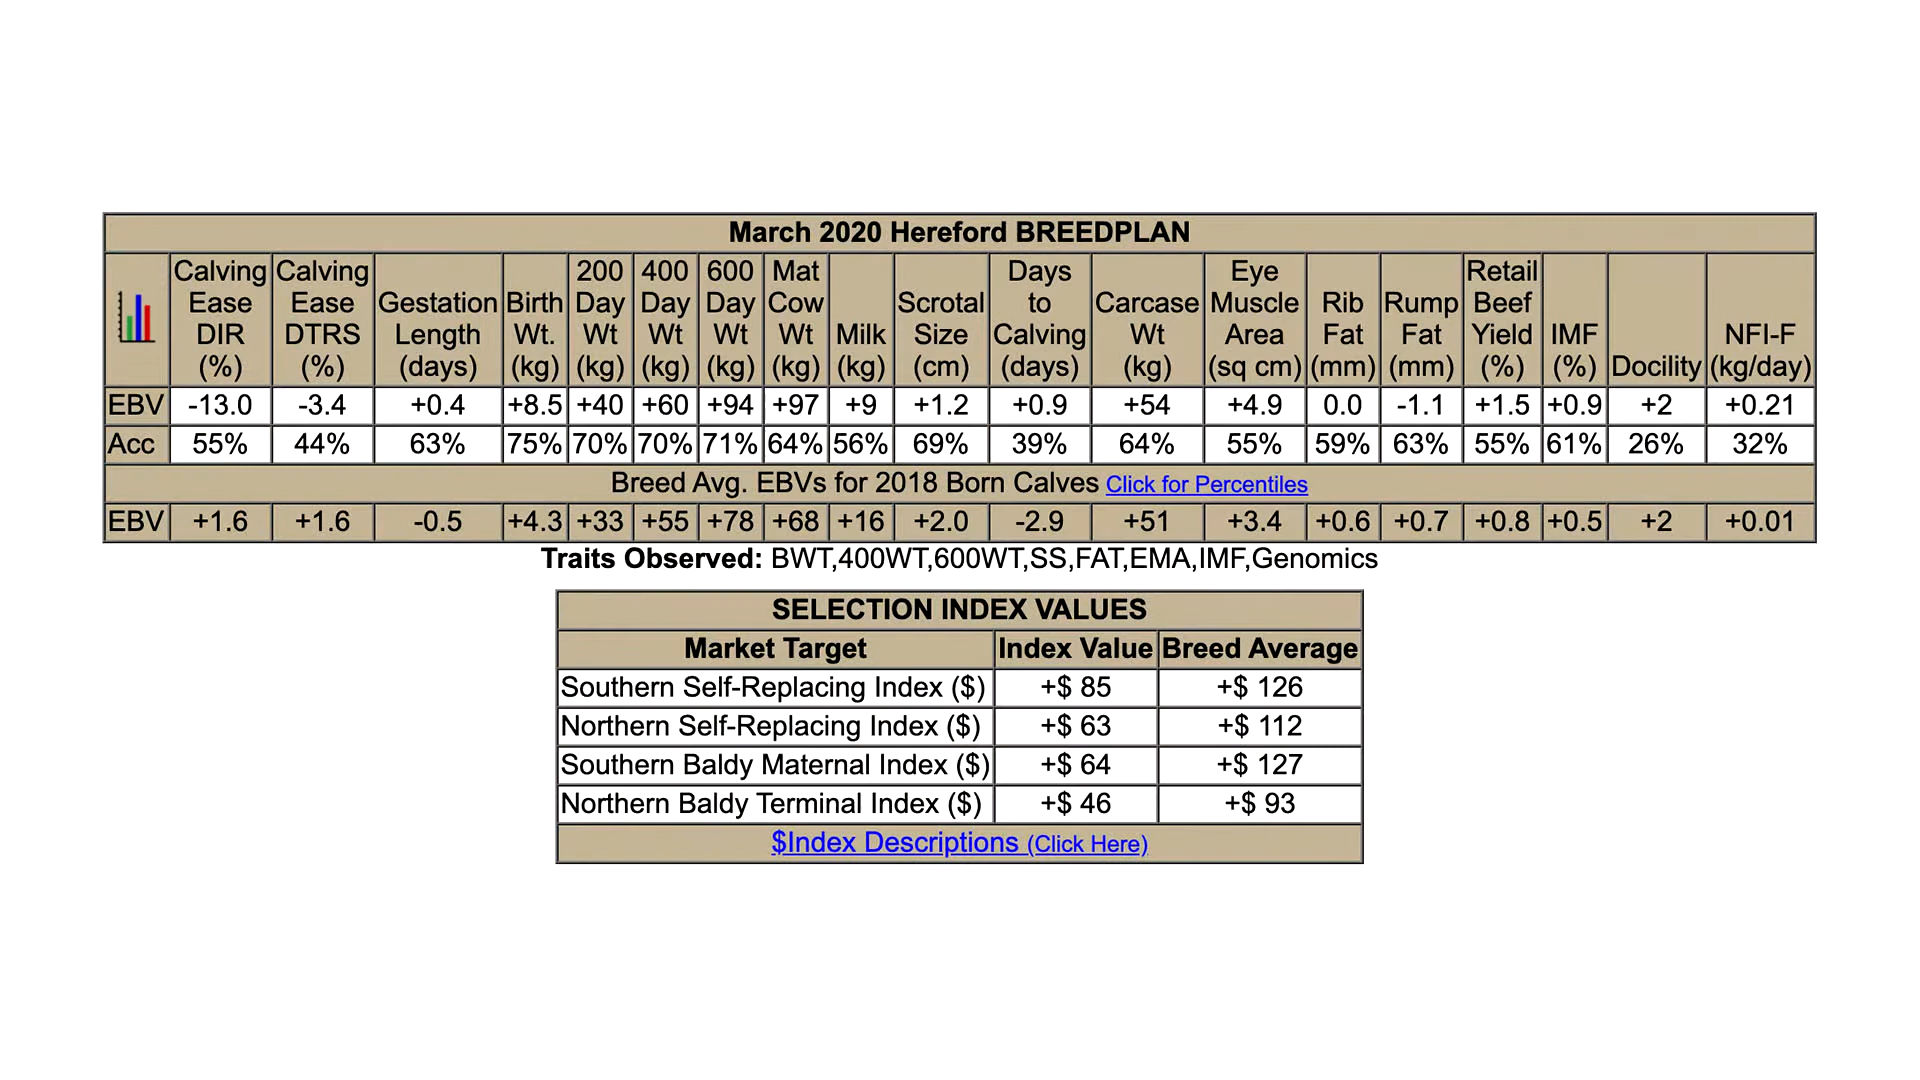 March 2020 Hereford BREEDPLAN
Calving Ease DIR (%) Calving Ease DTRS (%) Gestation Length (days) Birth Wt. (kg) 200 Day Wt (kg) 400 Day Wt (kg) 600 Day Wt (kg) Mat Cow Wt (kg) Milk (kg) Scrotal Size (cm) Days to Calving (days) Carcase Wt (kg) Eye Muscle Area (sq cm) Rib Fat (mm) Rump Fat (mm) Retail Beef Yield (%) IMF (%) Docility NFI-F (kg/day)
EBV -13.0 -3.4 +0.4 +8.5 +40 +60 +94 +97 +9 +1.2 +0.9 +54 +4.9 0.0 -1.1 +1.5 +0.9 +2 +0.21
Acc 55% 44% 63% 75% 70% 70% 71% 64% 56% 69% 39% 64% 55% 59% 63% 55% 61% 26% 32%
Breed Avg. EBVs for 2018 Born Calves Click for Percentiles
EBV +1.6 +1.6 -0.5 +4.3 +33 +55 +78 +68 +16 +2.0 -2.9 +51 +3.4 +0.6 +0.7 +0.8 +0.5 +2 +0.01
Traits Observed: BWT,400WT,600WT,SS,FAT,EMA,IMF,Genomics
SELECTION INDEX VALUES
Market Target Index Value Breed Average
Southern Self-Replacing Index ($) +$ 85 +$ 126
Northern Self-Replacing Index ($) +$ 63 +$ 112
Southern Baldy Maternal Index ($) +$ 64 +$ 127
Northern Baldy Terminal Index ($) +$ 46 +$ 93
$Index Descriptions (Click Here)